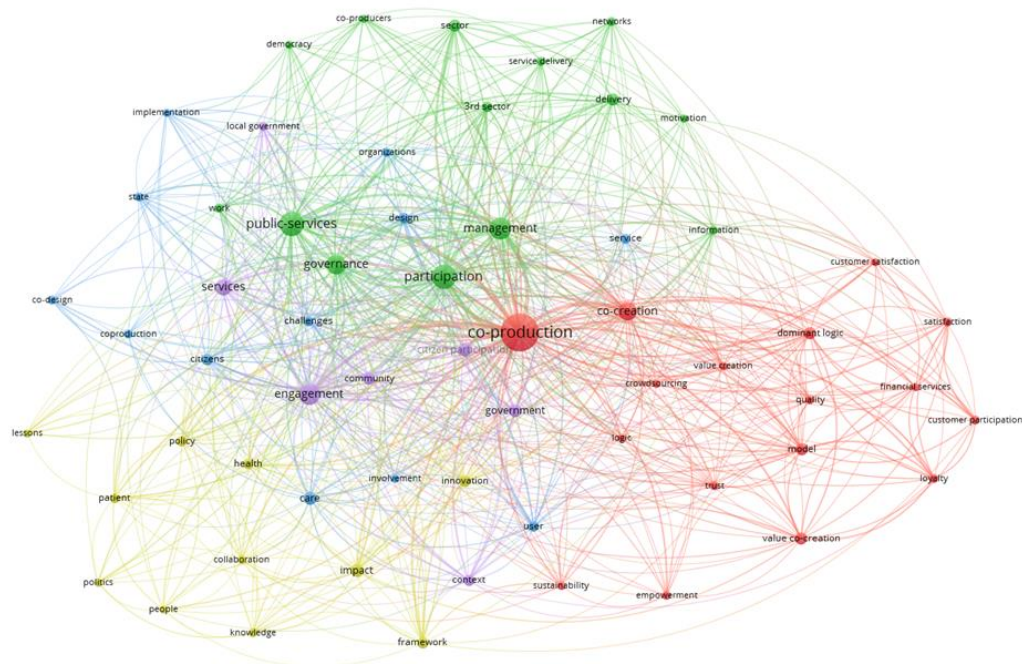 co-producers
sector
networks
democracy
service delivery
3rd sector
delivery
implementation
motivation
local government
organizations
state
work
public-services
design
management
information
service
governance
participation
customer satisfaction
services
co-design
co-creation
challenges
satisfaction
coproduction
co-production
dominant logic
citizen participation
citizens
value creation
community
crowdsourcing
financial services
engagement
quality
government
customer participation
lessons
policy
logic
model
health
involvement
innovation
trust
loyalty
patient
care
user
value co-creation
collaboration
impact
politics
context
sustainability
people
empowerment
knowledge
framework